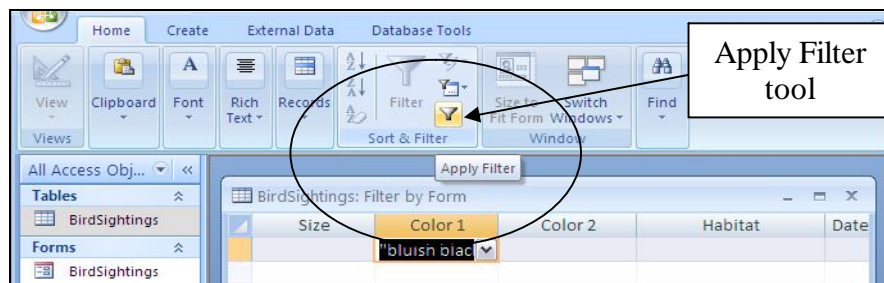 Home Create External Data Database Tools
Apply Filter
tool
View
Clipboard
Font
Rich
Text
Records
Filter
Size to
Fit Form
Switch
Windows
Find
Views
Sort & Filter
Window
Apply Filter
All Access Obj...
Tables
BirdSightings
Forms
BirdSightings
BirdSightings: Filter by Form
Size Color 1 Color 2 Habitat Date
"bluish blacl